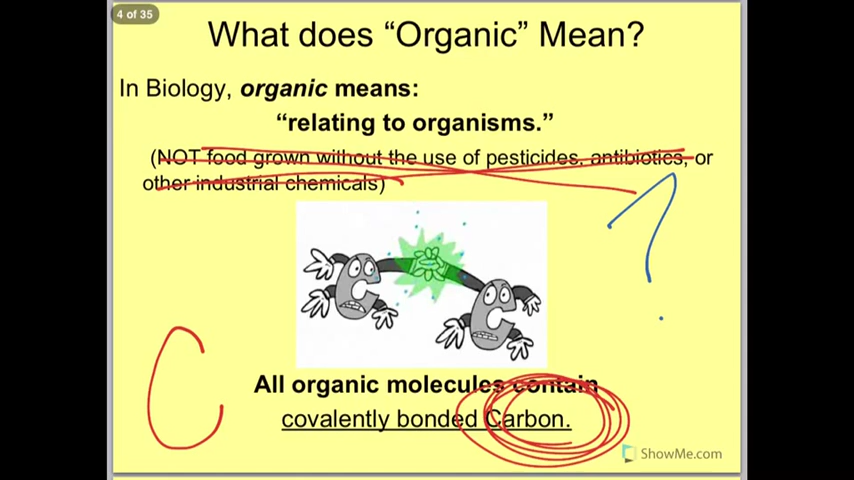 4 of 35
What does “Organic” Mean?
In Biology, organic means:
“relating to organisms.”
(NOT food grown without the use of pesticides, antibiotics, or
other industrial chemicals)
?
C
C
C
All organic molecules contain
covalently bonded Carbon.
ShowMe.com